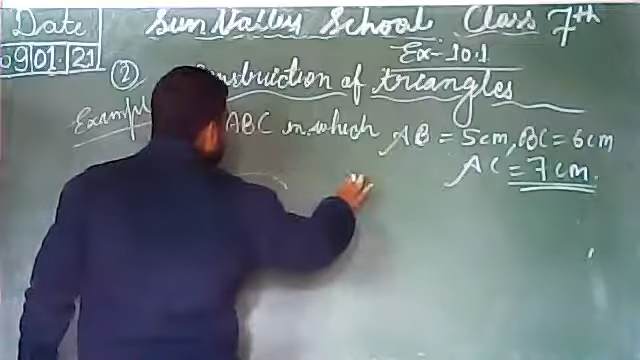 Date
09 01 21
Sun Valley School Class 7th
Ex-10.1
② Construction of triangles
Example ABC in which AB = 5cm, BC = 6cm
AC = 7cm.